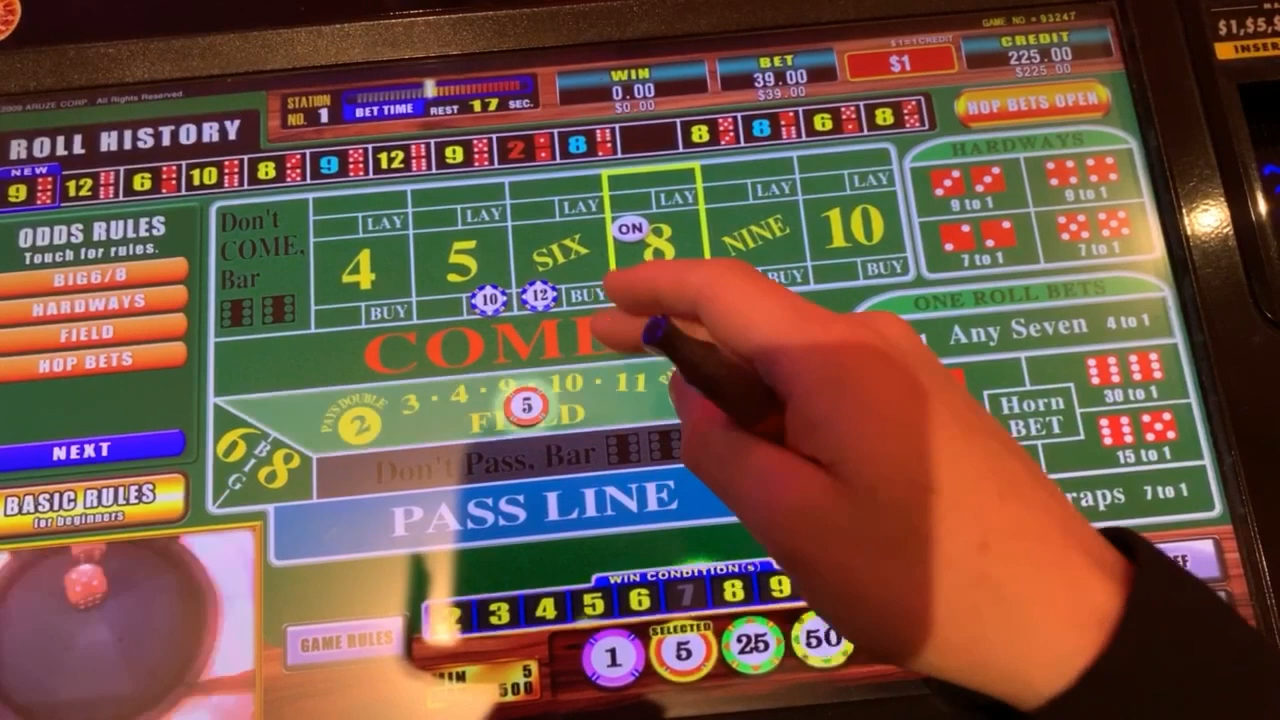 GAME NO = 93247
2009 ARUZE CORP. All Rights Reserved.
STATION NO. 1
BET TIME REST 17 SEC.
WIN
0.00
$0.00
BET
39.00
$39.00
$1=1CREDIT
$1
CREDIT
225.00
$225.00
$1,$5,$
INSER
ROLL HISTORY
HOP BETS OPEN
NEW
9 12 6 10 8 9 12 9 2 8 8 8 6 8
ODDS RULES
Touch for rules.
BIG6/8
HARDWAYS
FIELD
HOP BETS
NEXT
BASIC RULES
for beginners
Don't
COME,
Bar
LAY LAY LAY LAY LAY LAY
4 5 SIX ON 8 NINE 10
BUY 10 12 BUY BUY BUY
HARDWAYS
9 to 1 9 to 1
7 to 1 7 to 1
ONE ROLL BETS
Any Seven 4 to 1
30 to 1
Horn
BET
15 to 1
raps 7 to 1
COME
PAYS DOUBLE
2
3 · 4 · 9 · 10 · 11
5
FIELD
6 BIG 8
Don't Pass, Bar
PASS LINE
WIN CONDITION(s)
2 3 4 5 6 7 8 9
GAME RULES
SELECTED
1 5 25 50
MIN 5
500
FF